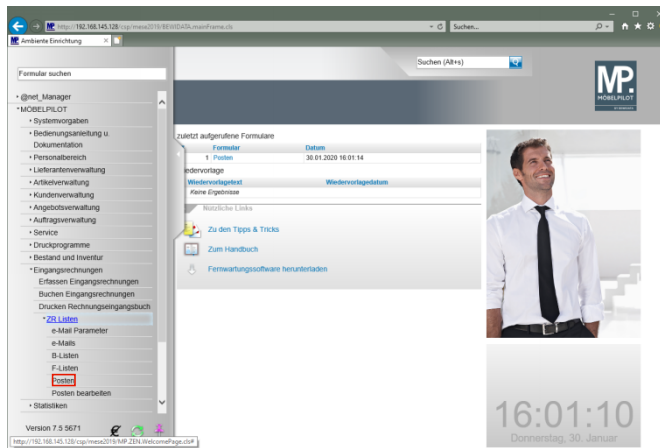 http://192.168.145.128/csp/mese2019/BEWIDATA.mainFrame.cls
Suchen...
Ambiente Einrichtung
Formular suchen
Suchen (Alt+s)
MP.
MÖBELPILOT
@net_Manager
MÖBELPILOT
Systemvorgaben
Bedienungsanleitung u.
Dokumentation
Personalbereich
Lieferantenverwaltung
Artikelverwaltung
Kundenverwaltung
Angebotsverwaltung
Auftragsverwaltung
Service
Druckprogramme
Bestand und Inventur
Eingangsrechnungen
Erfassen Eingangsrechnungen
Buchen Eingangsrechnungen
Drucken Rechnungseingangsbuch
ZR Listen
e-Mail Parameter
e-Mails
B-Listen
F-Listen
Posten
Posten bearbeiten
Statistiken
Version 7.5 5671
http://192.168.145.128/csp/mese2019/MP.ZEN.WelcomePage.cls#
zuletzt aufgerufene Formulare
Formular Datum
1 Posten 30.01.2020 16:01:14
iedervorlage
Wiedervorlagetext Wiedervorlagedatum
Keine Ergebnisse
Nützliche Links
Zu den Tipps & Tricks
Zum Handbuch
Fernwartungssoftware herunterladen
16:01:10
Donnerstag, 30. Januar